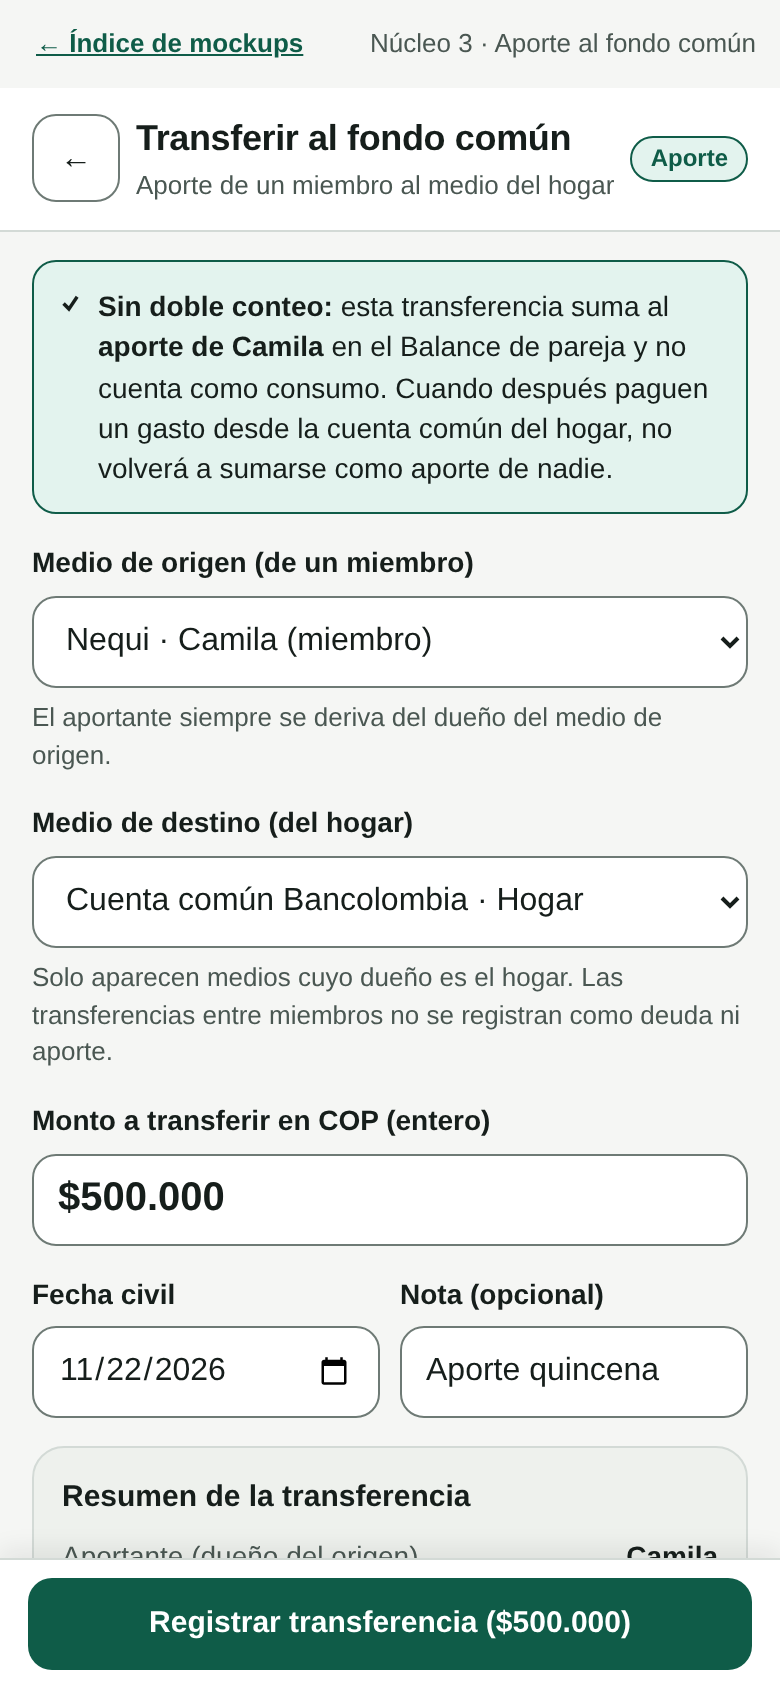 ← Índice de mockups
Núcleo 3 · Aporte al fondo común
←
Transferir al fondo común
Aporte de un miembro al medio del hogar
Aporte
Sin doble conteo: esta transferencia suma al
aporte de Camila en el Balance de pareja y no
cuenta como consumo. Cuando después paguen
un gasto desde la cuenta común del hogar, no
volverá a sumarse como aporte de nadie.
Medio de origen (de un miembro)
Nequi · Camila (miembro)
El aportante siempre se deriva del dueño del medio de
origen.
Medio de destino (del hogar)
Cuenta común Bancolombia · Hogar
Solo aparecen medios cuyo dueño es el hogar. Las
transferencias entre miembros no se registran como deuda ni
aporte.
Monto a transferir en COP (entero)
$500.000
Fecha civil
Nota (opcional)
11/22/2026
Aporte quincena
Resumen de la transferencia
Aportante (dueño del origen)
Camila
Registrar transferencia ($500.000)